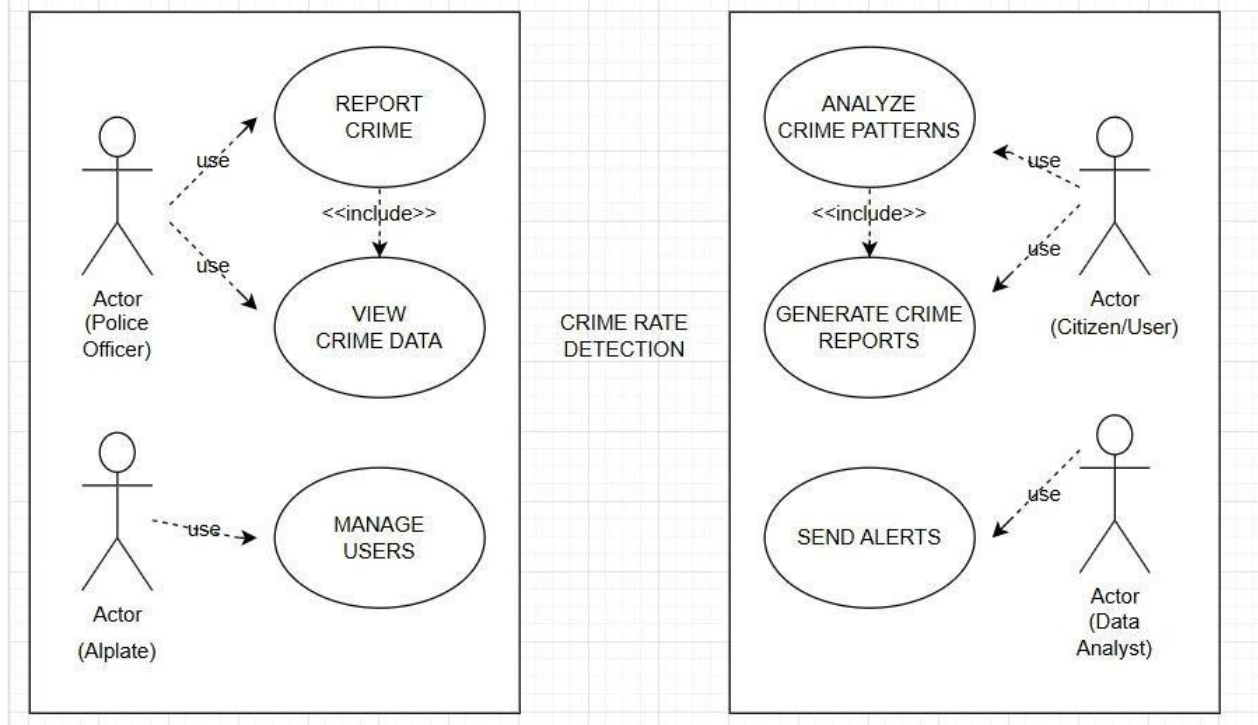 REPORT
CRIME
use
<<include>>
use
Actor
(Police
Officer)
VIEW
CRIME DATA
use
MANAGE
USERS
Actor
(Alplate)
CRIME RATE
DETECTION
ANALYZE
CRIME PATTERNS
use
<<include>>
use
GENERATE CRIME
REPORTS
Actor
(Citizen/User)
use
SEND ALERTS
Actor
(Data
Analyst)